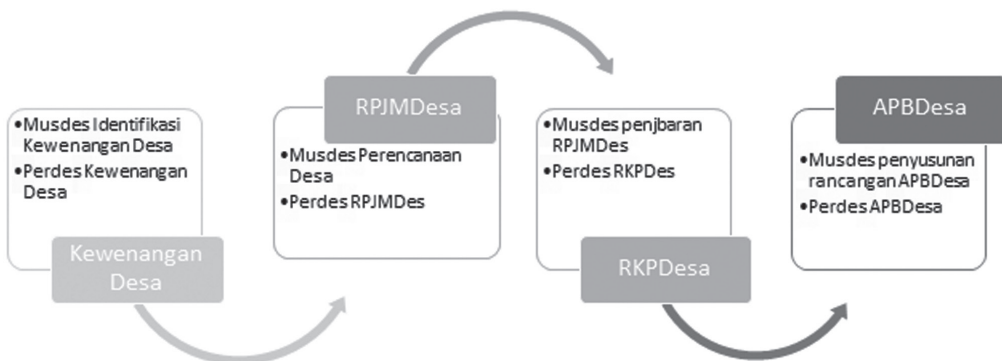 •Musdes Identifikasi
Kewenangan Desa
•Perdes Kewenangan
Desa
Kewenangan
Desa
RPJMDesa
•Musdes Perencanaan
Desa
•Perdes RPJMDes
•Musdes penjbaran
RPJMDes
•Perdes RKPDes
RKPDesa
APBDesa
•Musdes penyusunan
rancangan APBDesa
•Perdes APBDesa